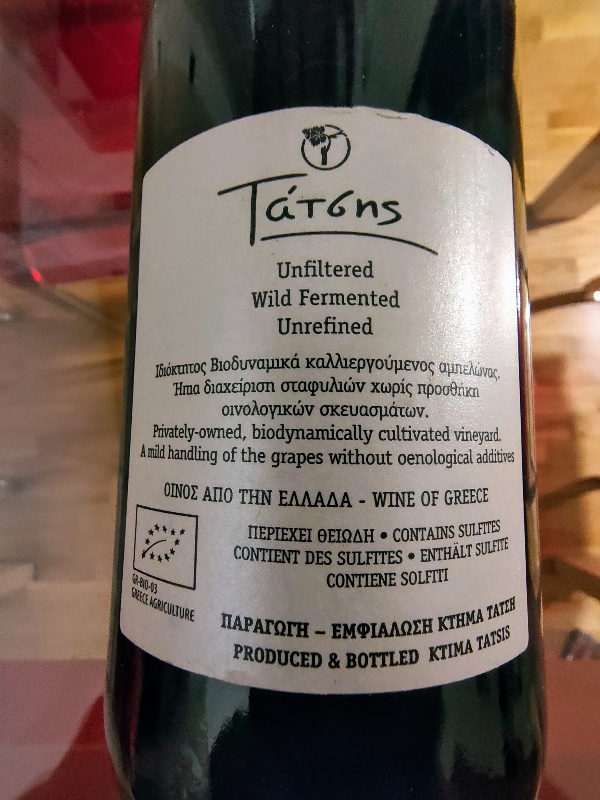 Τάτσης
Unfiltered
Wild Fermented
Unrefined
Ιδιόκτητος Βιοδυναμικά καλλιεργούμενος αμπελώνας.
Ήπια διαχείριση σταφυλιών χωρίς προσθήκη
οινολογικών σκευασμάτων.
Privately-owned, biodynamically cultivated vineyard.
A mild handling of the grapes without oenological additives
ΟΙΝΟΣ ΑΠΟ ΤΗΝ ΕΛΛΑΔΑ - WINE OF GREECE
ΠΕΡΙΕΧΕΙ ΘΕΙΩΔΗ • CONTAINS SULFITES
CONTIENT DES SULFITES • ENTHÄLT SULFITE
CONTIENE SOLFITI
GR-BIO-03
GREECE AGRICULTURE
ΠΑΡΑΓΩΓΗ – ΕΜΦΙΑΛΩΣΗ ΚΤΗΜΑ ΤΑΤΣΗ
PRODUCED & BOTTLED KTIMA TATSIS